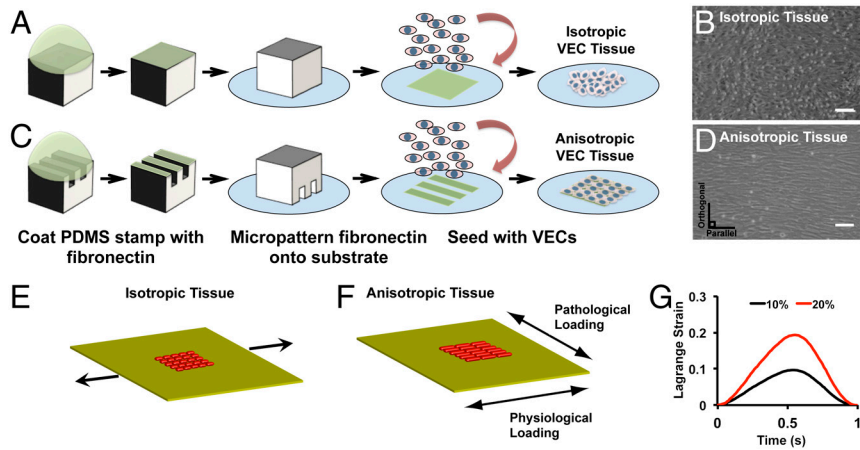 A
Isotropic
VEC Tissue
B
Isotropic Tissue
C
Anisotropic
VEC Tissue
D
Anisotropic Tissue
Orthogonal
Parallel
Coat PDMS stamp with
fibronectin
Micropattern fibronectin
onto substrate
Seed with VECs
E
Isotropic Tissue
F
Anisotropic Tissue
Pathological
Loading
Physiological
Loading
G
10%
20%
Lagrange Strain
0.3
0.2
0.1
0
0
0.5
1
Time (s)